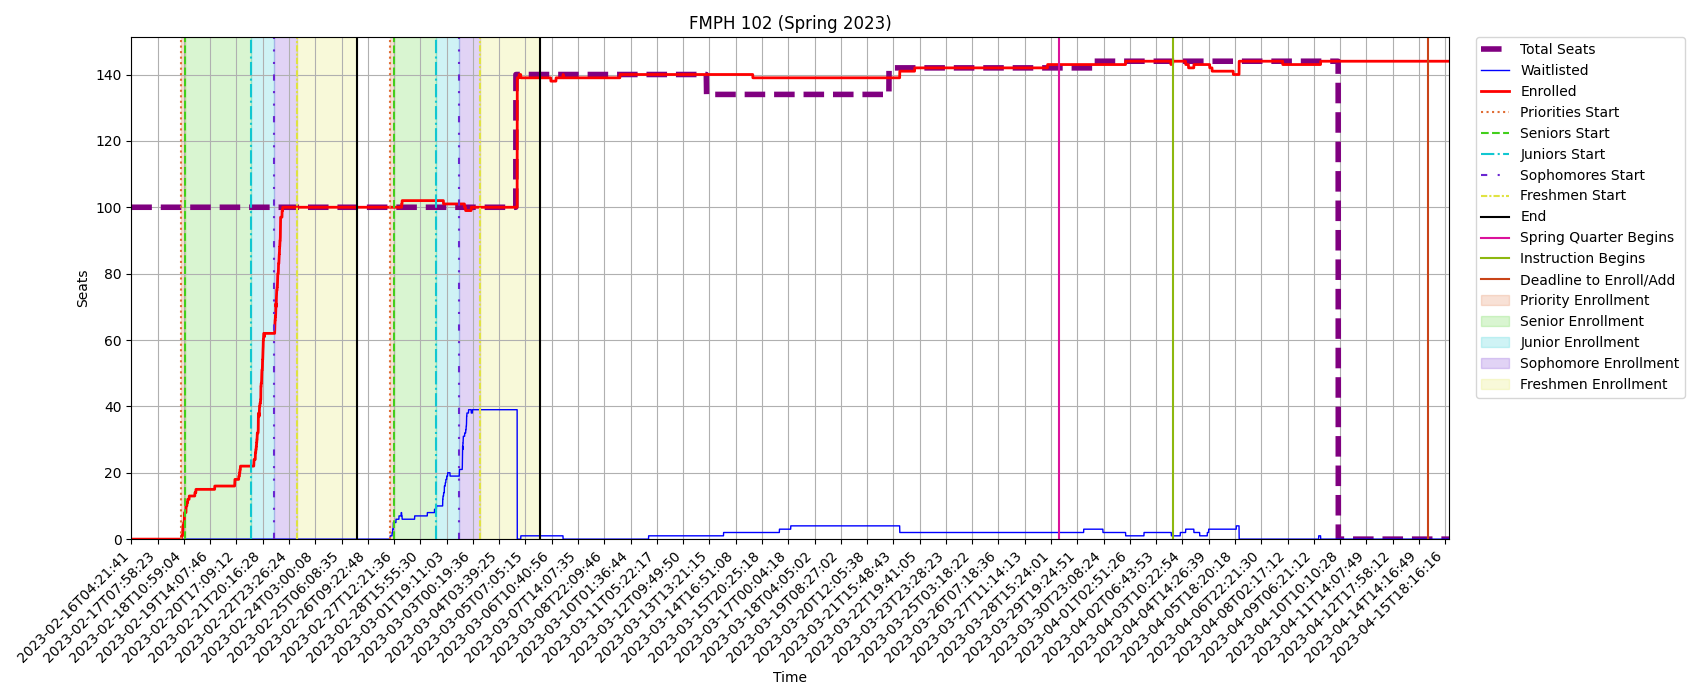 FMPH 102 (Spring 2023)
Seats
140
120
100
80
60
40
20
0
2023-02-16T04:21:41
2023-02-17T07:58:23
2023-02-18T10:59:04
2023-02-19T14:07:46
2023-02-20T17:09:12
2023-02-21T20:16:28
2023-02-22T23:26:24
2023-02-24T03:00:08
2023-02-25T06:08:35
2023-02-26T09:22:48
2023-02-27T12:21:36
2023-02-28T15:55:30
2023-03-01T19:11:03
2023-03-03T00:19:36
2023-03-04T03:39:25
2023-03-05T07:05:15
2023-03-06T10:40:56
2023-03-07T14:07:35
2023-03-08T22:09:46
2023-03-10T01:36:44
2023-03-11T05:22:17
2023-03-12T09:49:50
2023-03-13T13:21:15
2023-03-14T16:51:08
2023-03-15T20:25:18
2023-03-17T00:04:18
2023-03-18T04:05:02
2023-03-19T08:27:02
2023-03-20T12:05:38
2023-03-21T15:48:43
2023-03-22T19:41:05
2023-03-23T23:28:23
2023-03-25T03:18:22
2023-03-26T07:18:36
2023-03-27T11:14:13
2023-03-28T15:24:01
2023-03-29T19:24:51
2023-03-30T23:08:24
2023-04-01T02:51:26
2023-04-02T06:43:53
2023-04-03T10:22:54
2023-04-04T14:26:39
2023-04-05T18:20:18
2023-04-06T22:21:30
2023-04-08T02:17:12
2023-04-09T06:21:12
2023-04-10T10:10:28
2023-04-11T14:07:49
2023-04-12T17:58:12
2023-04-14T14:16:49
2023-04-15T18:16:16
Time
Total Seats
Waitlisted
Enrolled
Priorities Start
Seniors Start
Juniors Start
Sophomores Start
Freshmen Start
End
Spring Quarter Begins
Instruction Begins
Deadline to Enroll/Add
Priority Enrollment
Senior Enrollment
Junior Enrollment
Sophomore Enrollment
Freshmen Enrollment